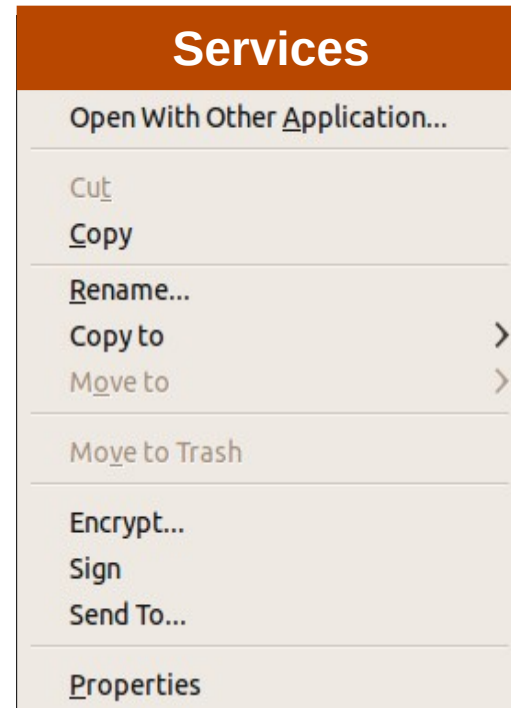 Services
Open With Other Application...
Cut
Copy
Rename...
Copy to
Move to
Move to Trash
Encrypt...
Sign
Send To...
Properties